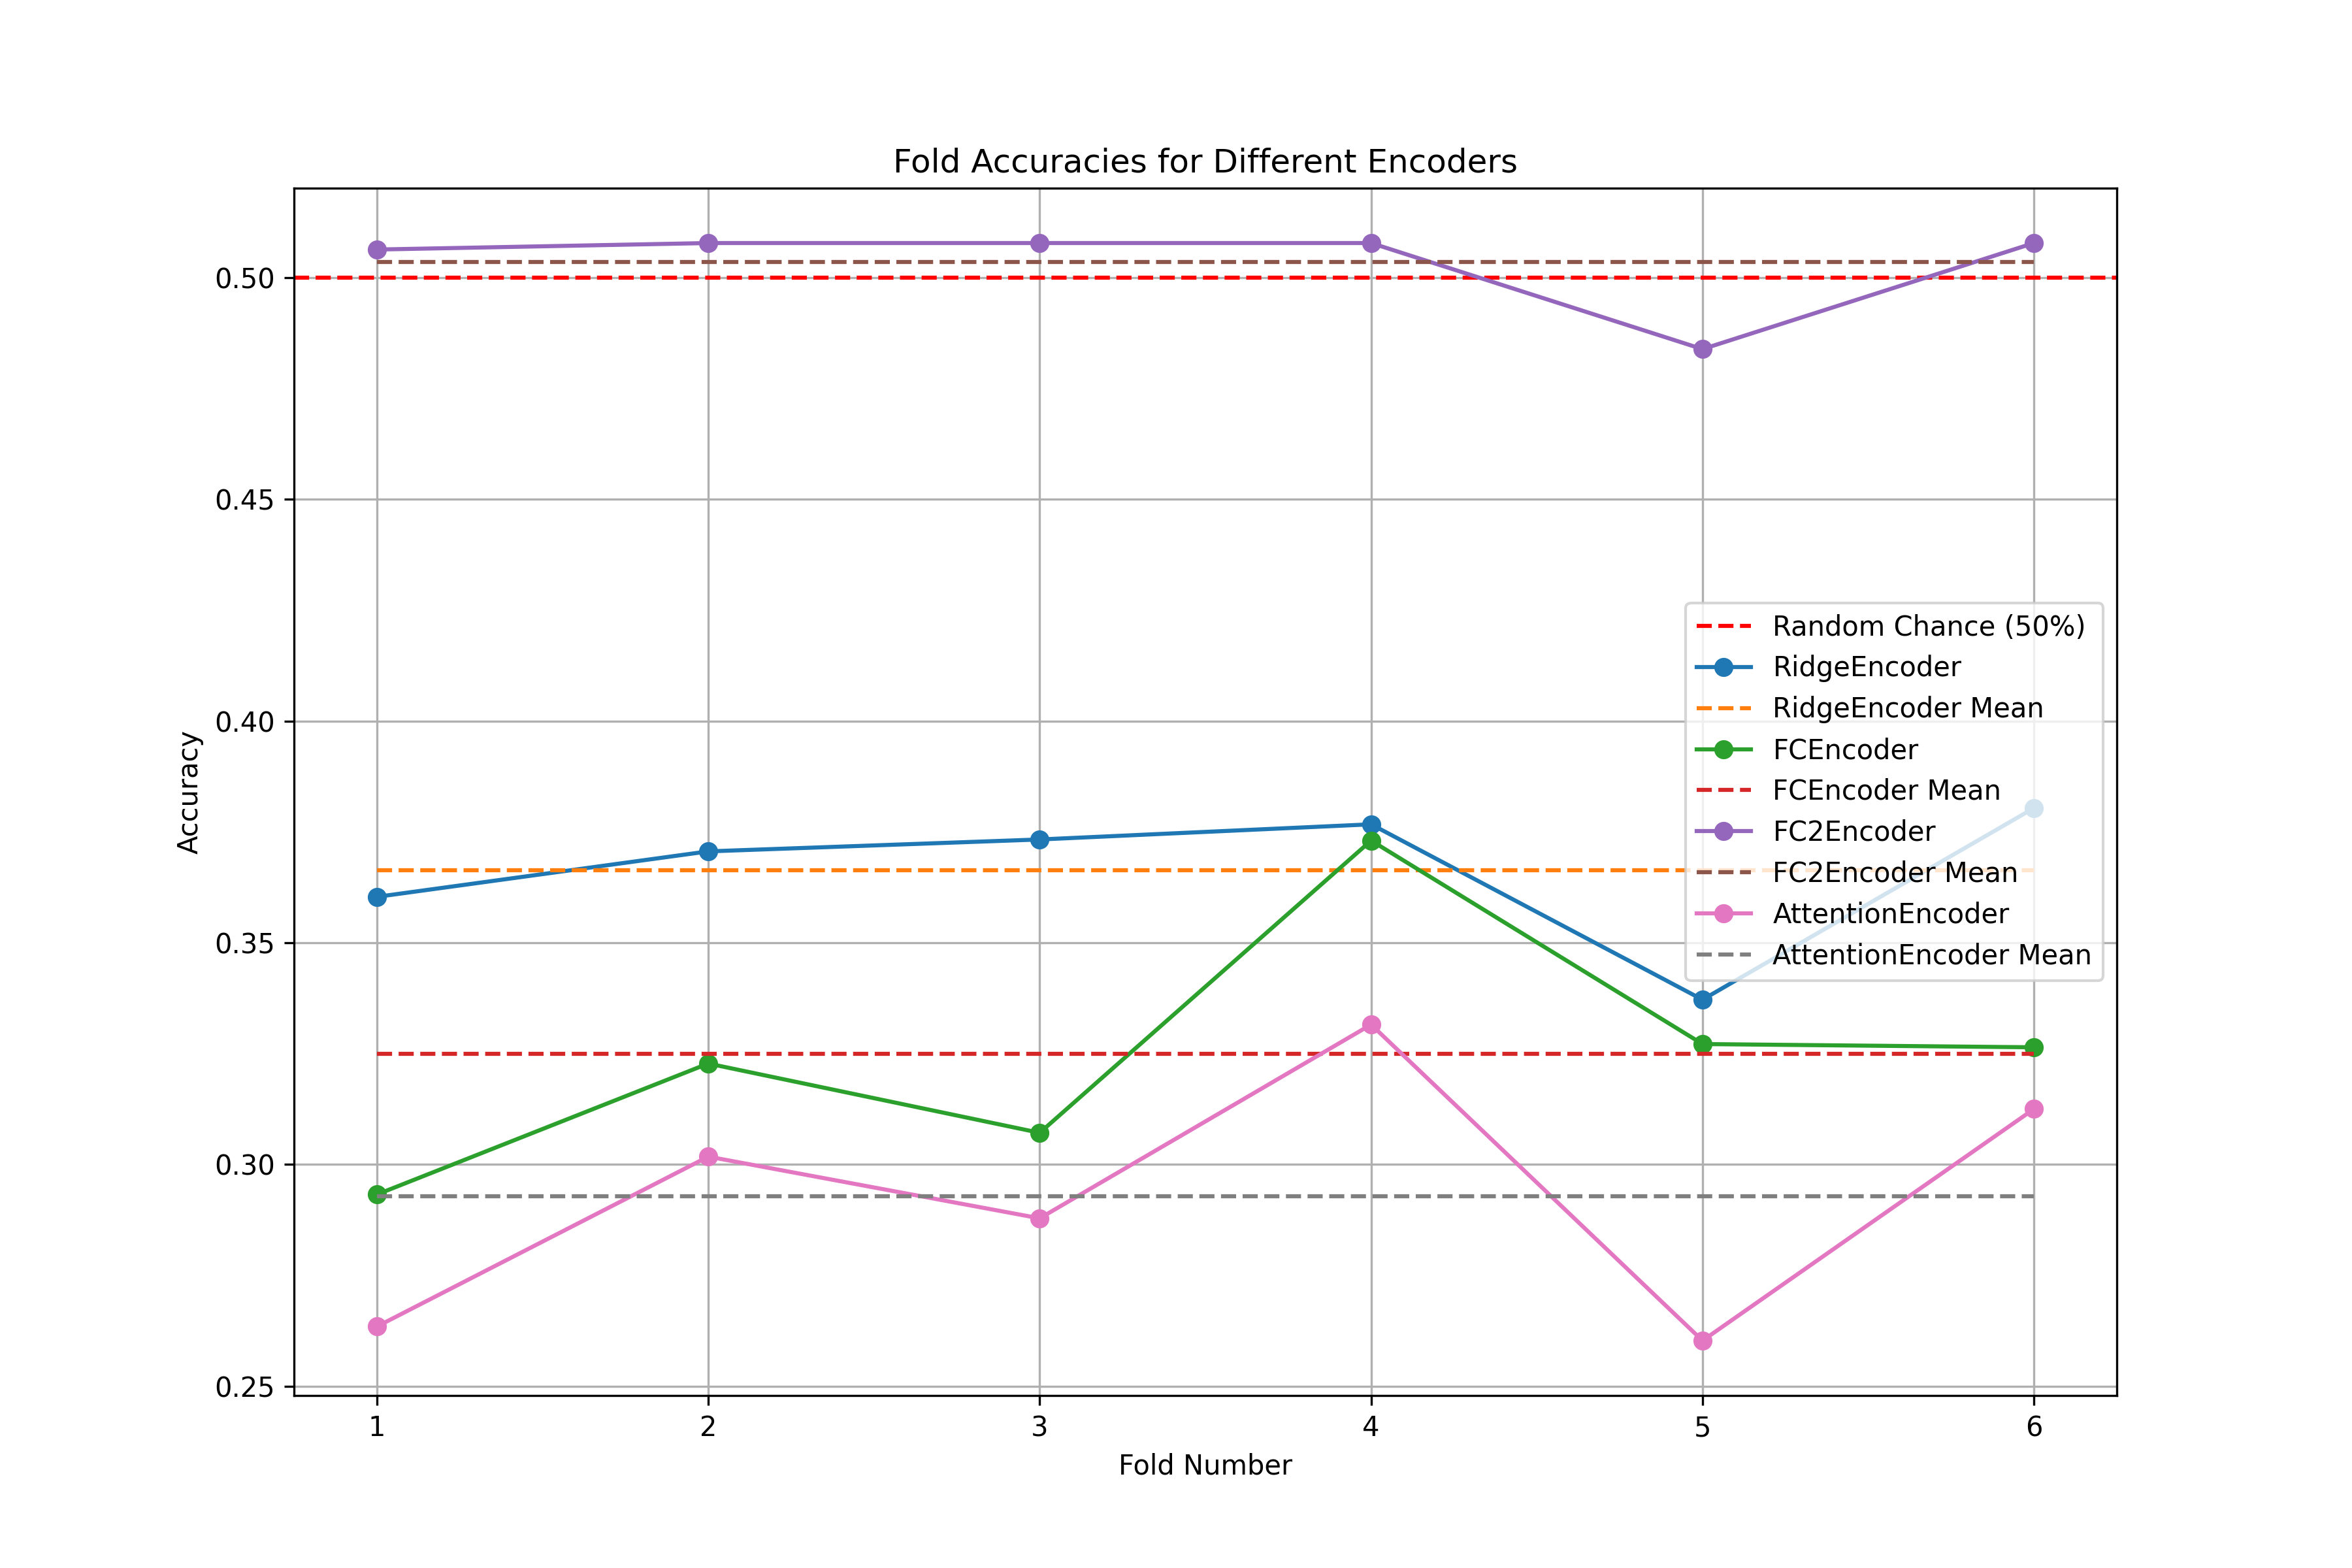 Fold Accuracies for Different Encoders
0.50
0.45
0.40
0.35
0.30
0.25
Accuracy
Random Chance (50%)
RidgeEncoder
RidgeEncoder Mean
FCEncoder
FCEncoder Mean
FC2Encoder
FC2Encoder Mean
AttentionEncoder
AttentionEncoder Mean
1 2 3 4 5 6
Fold Number